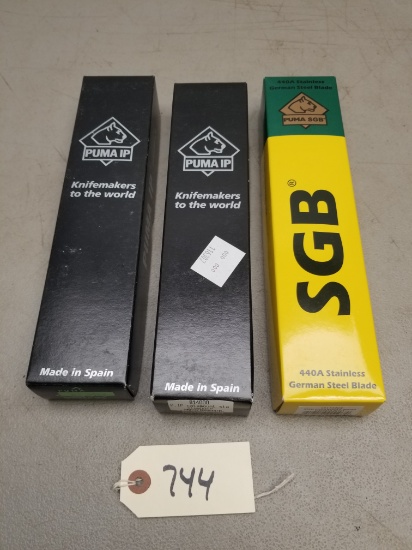 PUMA IP
Knifemakers
to the world
Made in Spain
PUMA IP
Knifemakers
to the world
Made in Spain
440A Stainless
German Steel Blade
PUMA SGB
SGB®
440A Stainless
German Steel Blade
744